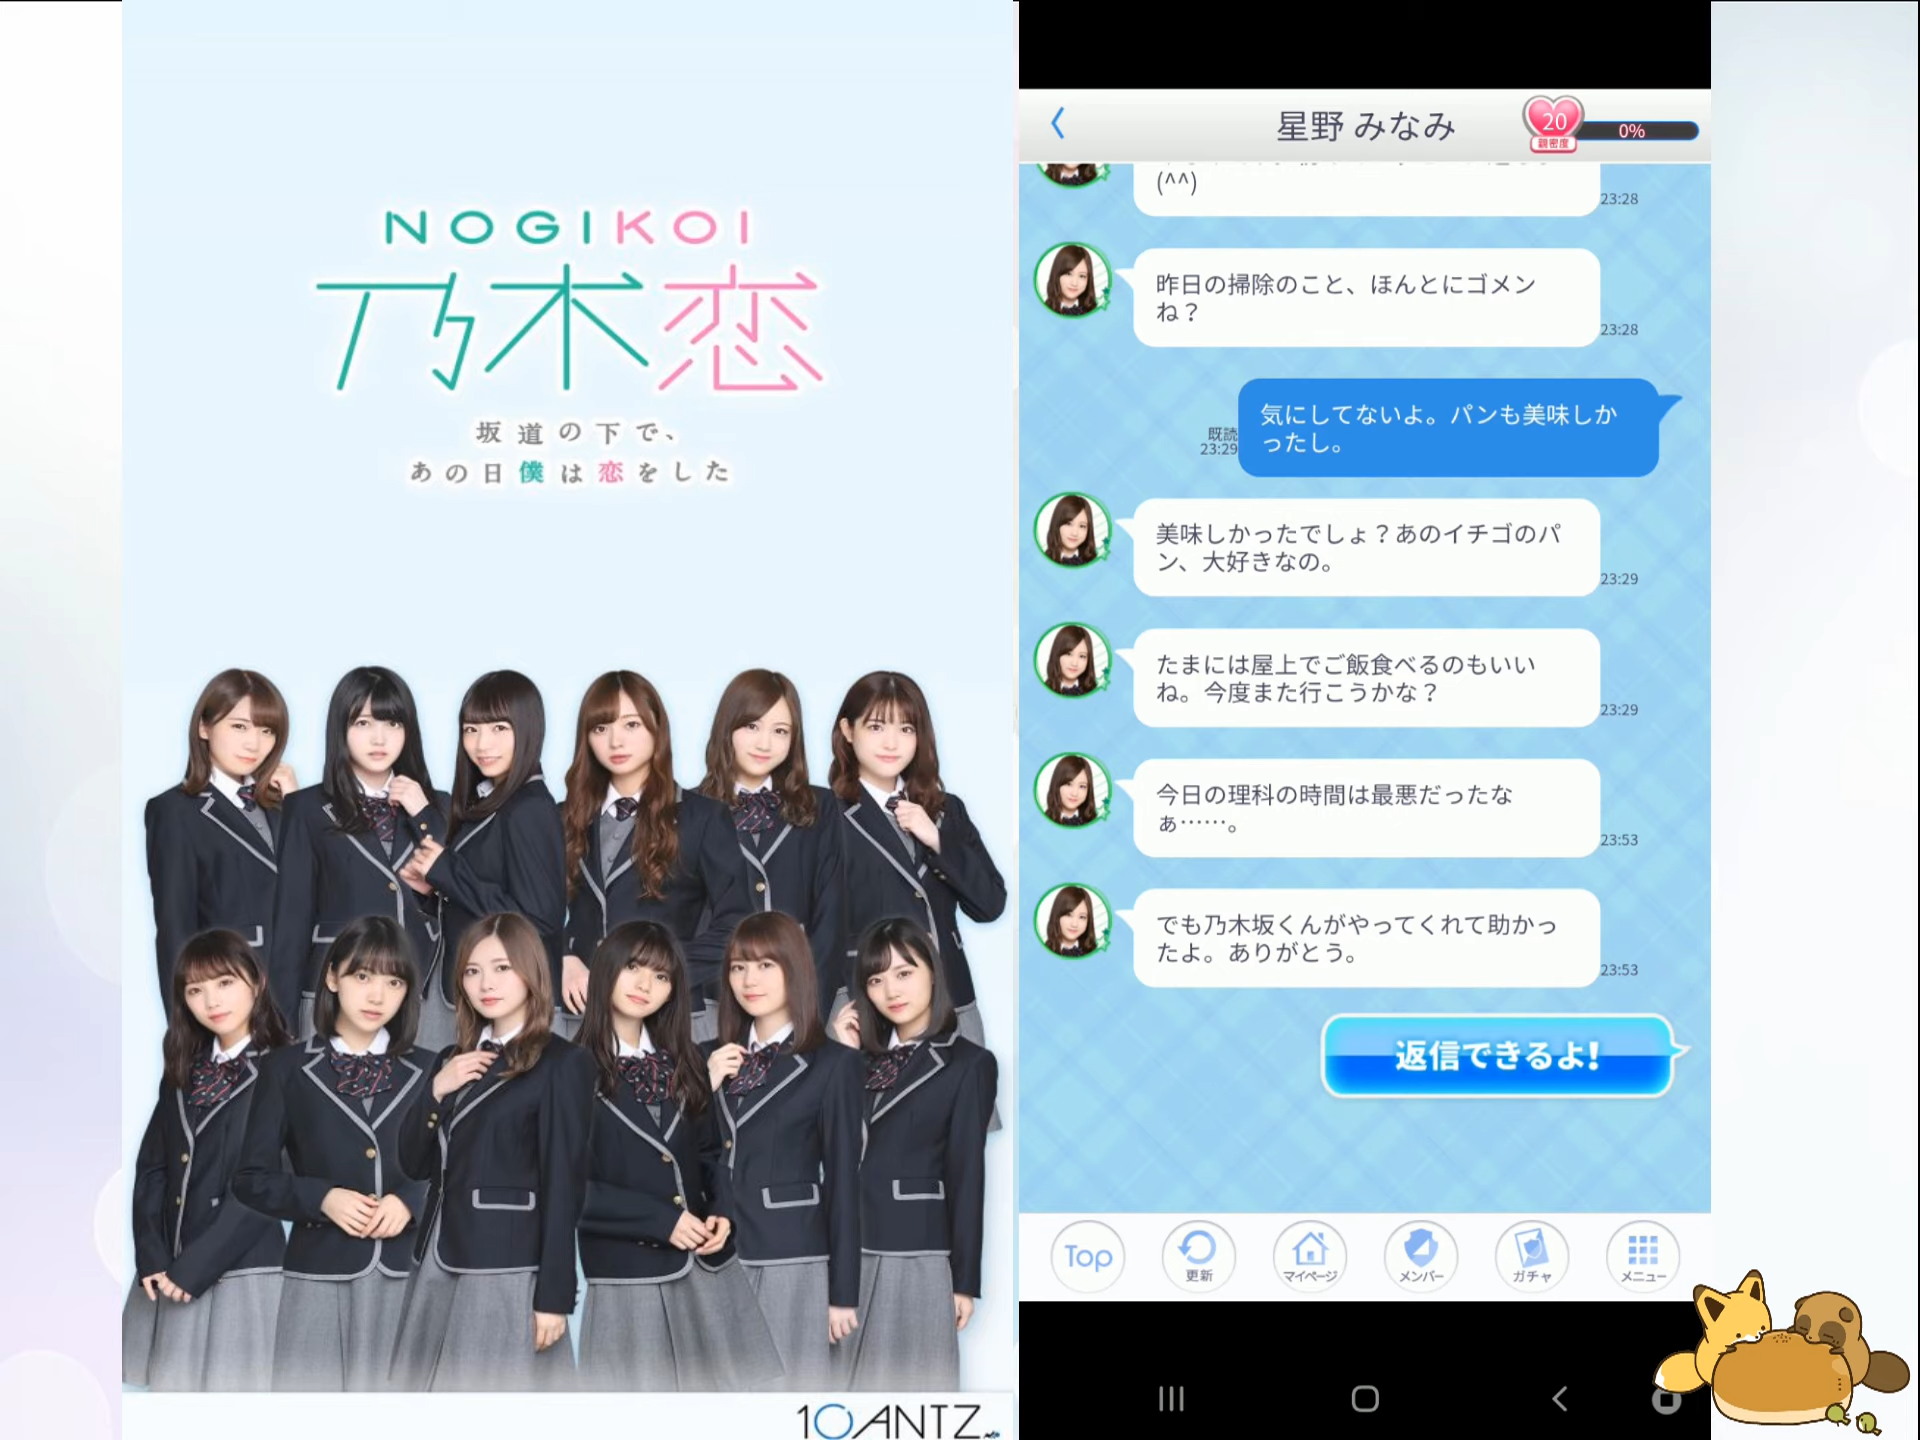 NOGIKOI
乃木恋
坂道の下で、
あの日僕は恋をした
10ANTZ
星野 みなみ
20
親密度
0%
(^^)
23:28
昨日の掃除のこと、ほんとにゴメン
ね？
23:28
気にしてないよ。パンも美味しか
ったし。
既読
23:29
美味しかったでしょ？あのイチゴのパ
ン、大好きなの。
23:29
たまには屋上でご飯食べるのもいい
ね。今度また行こうかな？
23:29
今日の理科の時間は最悪だったな
ぁ……。
23:53
でも乃木坂くんがやってくれて助かっ
たよ。ありがとう。
23:53
返信できるよ!
Top
更新
マイページ
メンバー
ガチャ
メニュー